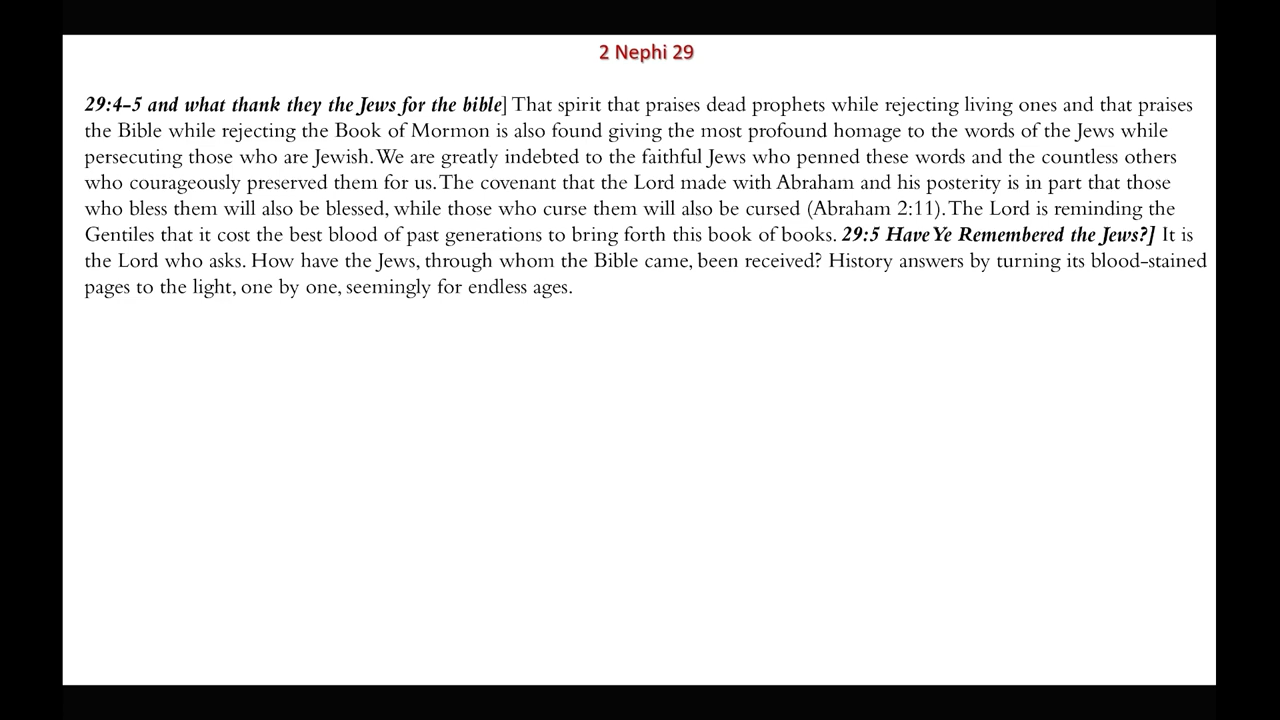 2 Nephi 29
29:4-5 and what thank they the Jews for the bible] That spirit that praises dead prophets while rejecting living ones and that praises
the Bible while rejecting the Book of Mormon is also found giving the most profound homage to the words of the Jews while
persecuting those who are Jewish. We are greatly indebted to the faithful Jews who penned these words and the countless others
who courageously preserved them for us. The covenant that the Lord made with Abraham and his posterity is in part that those
who bless them will also be blessed, while those who curse them will also be cursed (Abraham 2:11). The Lord is reminding the
Gentiles that it cost the best blood of past generations to bring forth this book of books. 29:5 Have Ye Remembered the Jews?] It is
the Lord who asks. How have the Jews, through whom the Bible came, been received? History answers by turning its blood-stained
pages to the light, one by one, seemingly for endless ages.